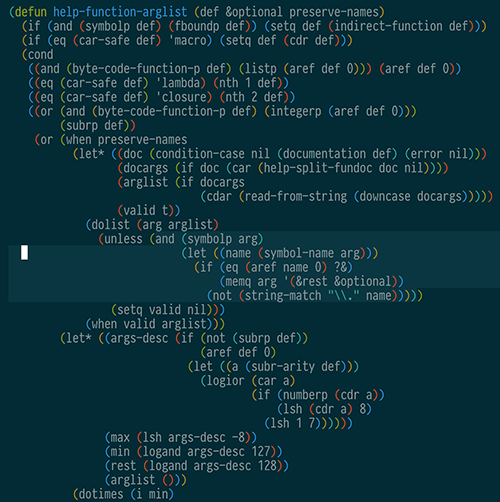 (defun help-function-arglist (def &optional preserve-names)
  (if (and (symbolp def) (fboundp def)) (setq def (indirect-function def)))
  (if (eq (car-safe def) 'macro) (setq def (cdr def)))
  (cond
   ((and (byte-code-function-p def) (listp (aref def 0))) (aref def 0))
   ((eq (car-safe def) 'lambda) (nth 1 def))
   ((eq (car-safe def) 'closure) (nth 2 def))
   ((or (and (byte-code-function-p def) (integerp (aref def 0)))
        (subrp def))
    (or (when preserve-names
          (let* ((doc (condition-case nil (documentation def) (error nil)))
                 (docargs (if doc (car (help-split-fundoc doc nil))))
                 (arglist (if docargs
                              (cdar (read-from-string (downcase docargs)))))
                 (valid t))
            (dolist (arg arglist)
              (unless (and (symbolp arg)
                           (let ((name (symbol-name arg)))
                             (if (eq (aref name 0) ?&)
                                 (memq arg '(&rest &optional))
                               (not (string-match "\\." name)))))
                (setq valid nil)))
            (when valid arglist)))
        (let* ((args-desc (if (not (subrp def))
                              (aref def 0)
                            (let ((a (subr-arity def)))
                              (logior (car a)
                                      (if (numberp (cdr a))
                                          (lsh (cdr a) 8)
                                        (lsh 1 7))))))
               (max (lsh args-desc -8))
               (min (logand args-desc 127))
               (rest (logand args-desc 128))
               (arglist ()))
          (dotimes (i min)